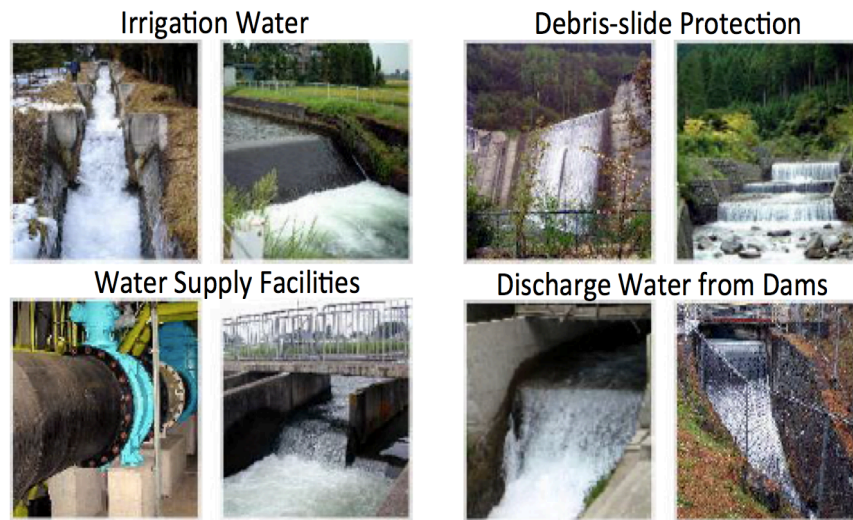 Irrigation Water
Debris-slide Protection
Water Supply Facilities
Discharge Water from Dams